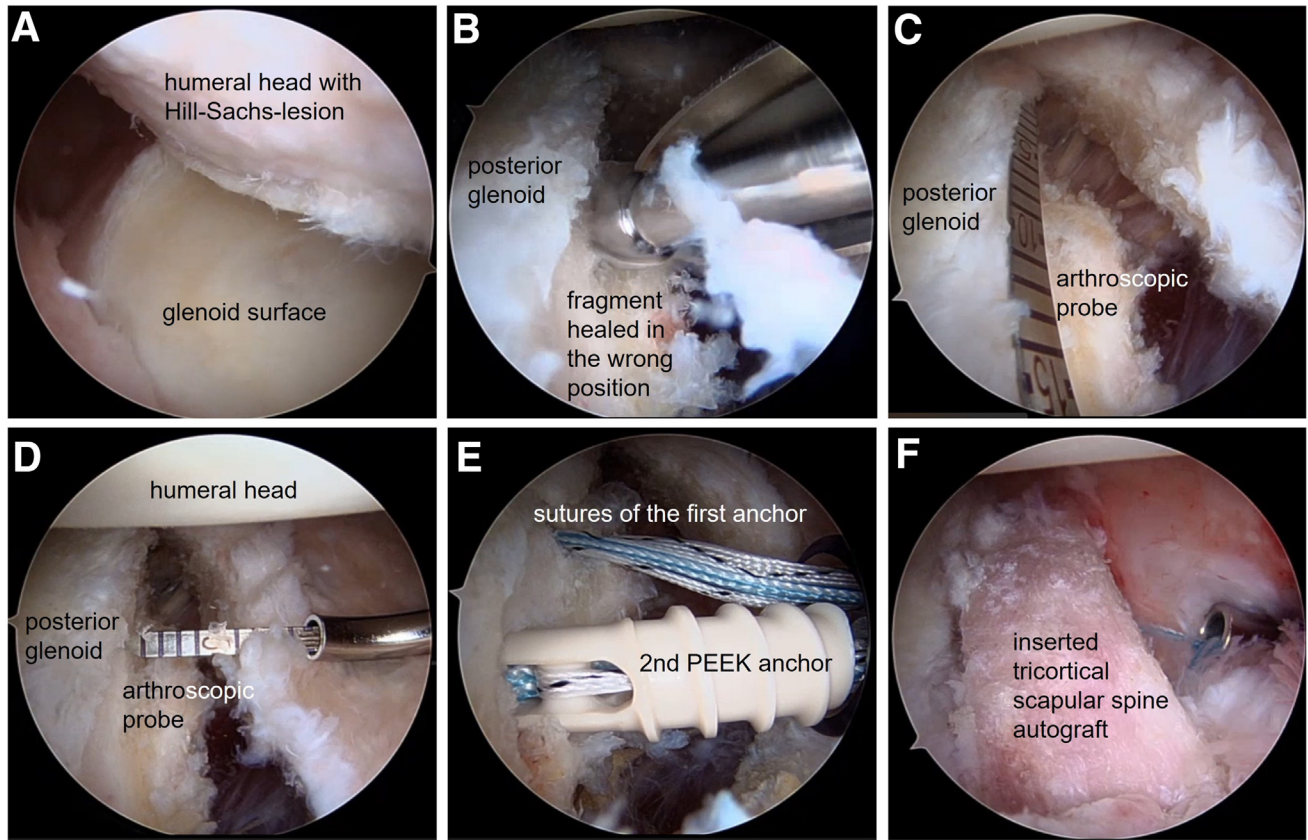 A
humeral head with
Hill-Sachs-lesion
glenoid surface
B
posterior
glenoid
fragment
healed in
the wrong
position
C
posterior
glenoid
10
15
arthroscopic
probe
D
humeral head
posterior
glenoid
arthroscopic
probe
E
sutures of the first anchor
2nd PEEK anchor
F
inserted
tricortical
scapular spine
autograft